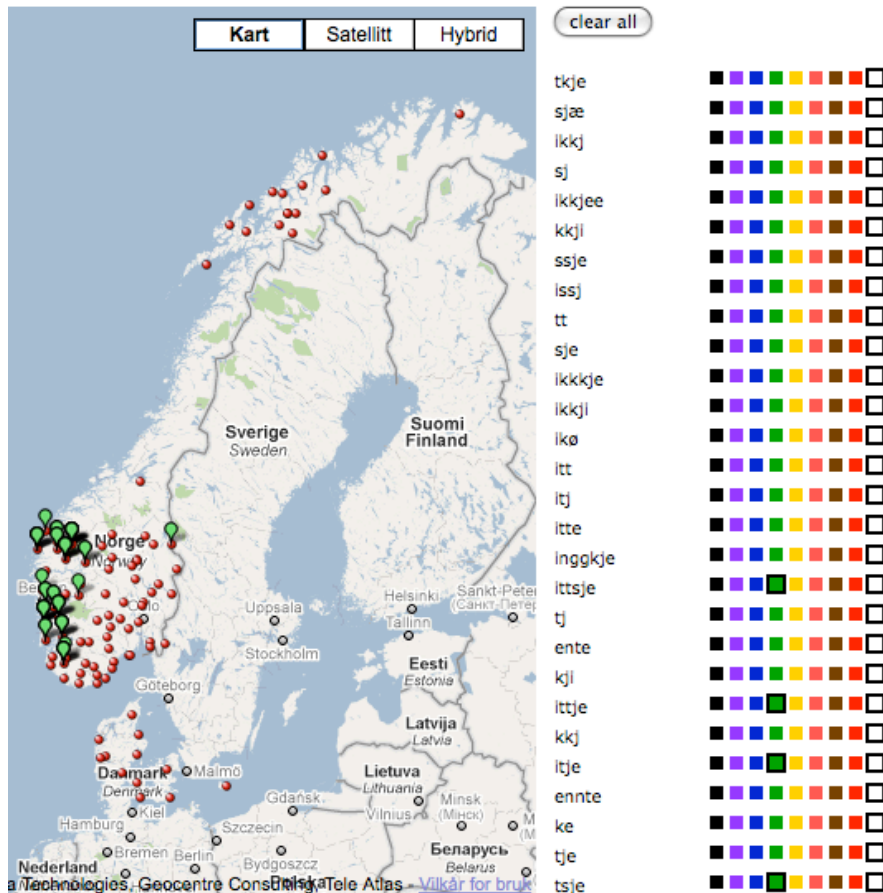 Kart Satellitt Hybrid
clear all
tkje
sjæ
ikkj
sj
ikkjee
kkji
ssje
issj
tt
sje
ikkkje
ikkji
ikø
itt
itj
itte
inggkje
ittsje
tj
ente
kji
ittje
kkj
itje
ennte
ke
tje
tsje
Sverige
Sweden
Suomi
Finland
Norge
Norway
Helsinki
Tallinn
Uppsala
Stockholm
Eesti
Estonia
Göteborg
Latvija
Latvia
Danmark
Denmark
Malmö
Lietuva
Lithuania
Vilnius
Minsk
(Мінск)
Kiel
Gdańsk
Hamburg
Szczecin
Bremen
Berlin
Bydgoszcz
Polska
Беларусь
Belarus
Nederland
a Technologies, Geocentre Consulting, Tele Atlas - Vilkår for bruk